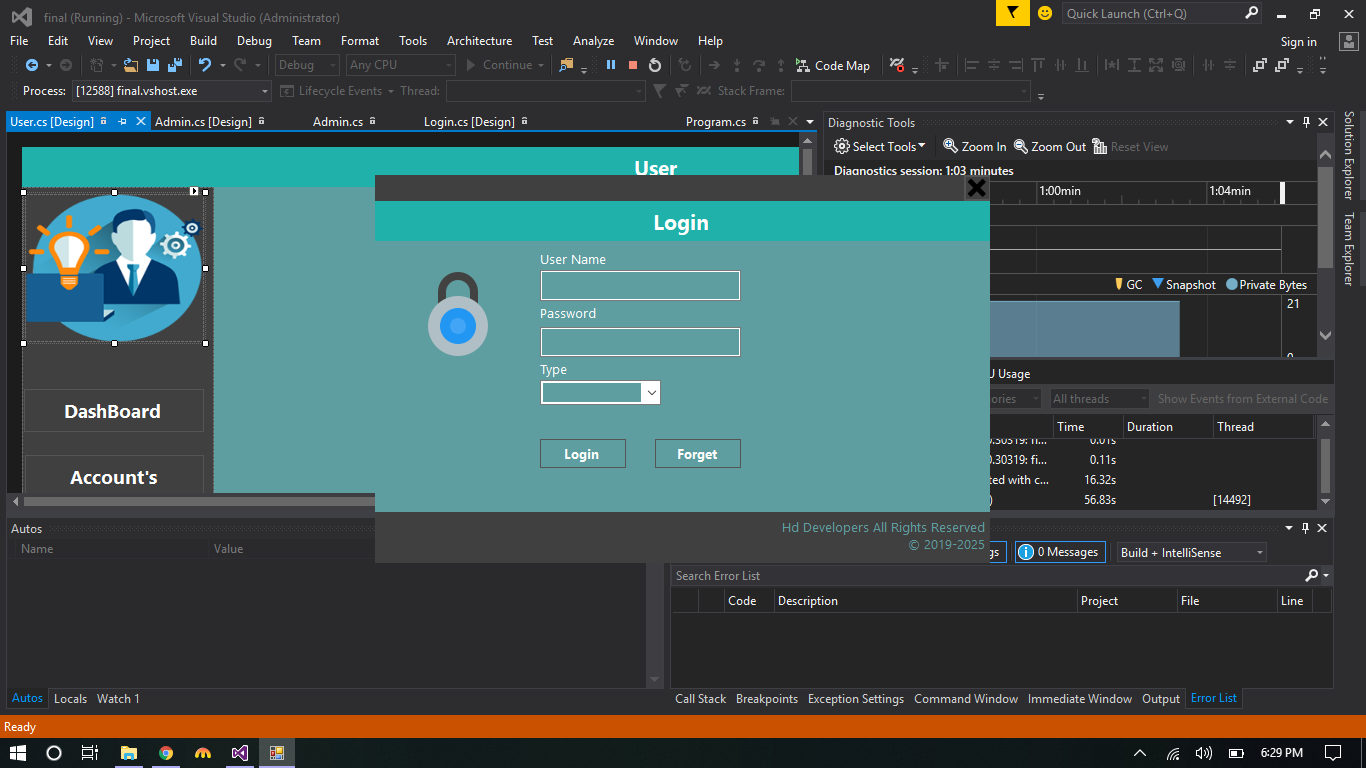 final (Running) - Microsoft Visual Studio (Administrator)
Quick Launch (Ctrl+Q)
File Edit View Project Build Debug Team Format Tools Architecture Test Analyze Window Help
Sign in
Debug Any CPU Continue Code Map
Process: [12588] final.vshost.exe Lifecycle Events Thread: Stack Frame:
User.cs [Design] Admin.cs [Design] Admin.cs Login.cs [Design] Program.cs
Diagnostic Tools
Select Tools Zoom In Zoom Out Reset View
Diagnostics session: 1:03 minutes
1:00min 1:04min
GC Snapshot Private Bytes
21
0
Usage
All threads Show Events from External Code
Time Duration Thread
0.30319: fi... 0.01s
0.30319: fi... 0.11s
ted with c... 16.32s
56.83s [14492]
Solution Explorer
Team Explorer
User
DashBoard
Account's
Login
User Name
Password
Type
Login Forget
Hd Developers All Rights Reserved
© 2019-2025
Autos
Name Value
0 Messages Build + IntelliSense
Search Error List
Code Description Project File Line
Autos Locals Watch 1
Call Stack Breakpoints Exception Settings Command Window Immediate Window Output Error List
Ready
6:29 PM